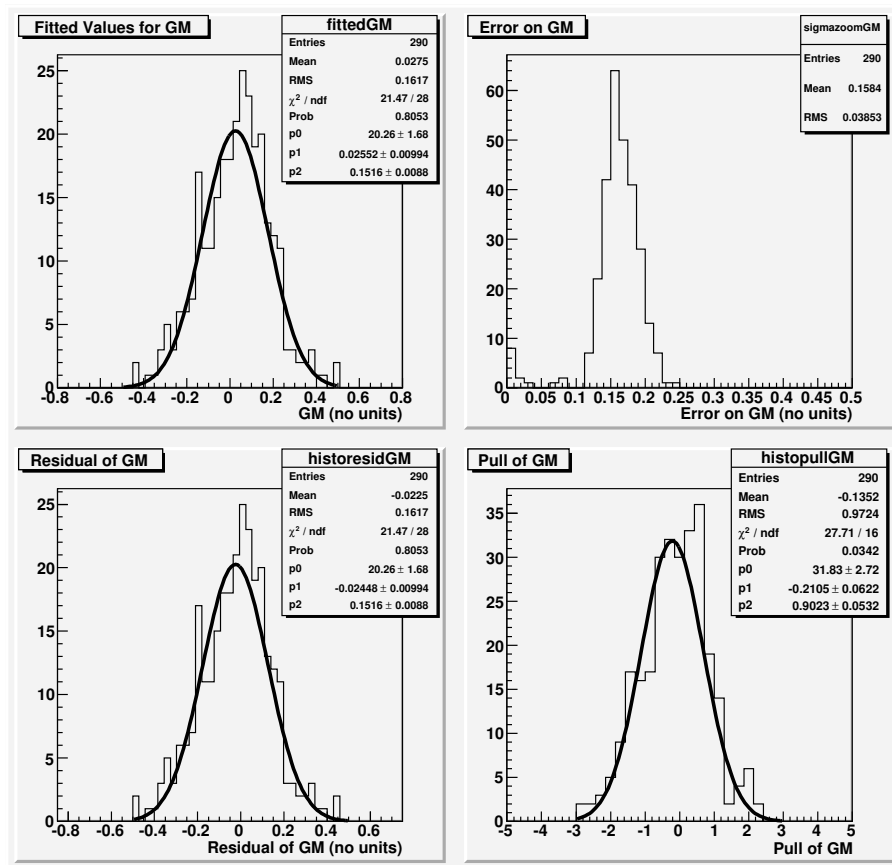 Fitted Values for GM
fittedGM
Entries 290
Mean 0.0275
RMS 0.1617
χ² / ndf 21.47 / 28
Prob 0.8053
p0 20.26 ± 1.68
p1 0.02552 ± 0.00994
p2 0.1516 ± 0.0088
25
20
15
10
5
0
-0.8 -0.6 -0.4 -0.2 0 0.2 0.4 0.6 0.8
GM (no units)
Error on GM
sigmazoomGM
Entries 290
Mean 0.1584
RMS 0.03853
60
50
40
30
20
10
0
0 0.05 0.1 0.15 0.2 0.25 0.3 0.35 0.4 0.45 0.5
Error on GM (no units)
Residual of GM
historesidGM
Entries 290
Mean -0.0225
RMS 0.1617
χ² / ndf 21.47 / 28
Prob 0.8053
p0 20.26 ± 1.68
p1 -0.02448 ± 0.00994
p2 0.1516 ± 0.0088
25
20
15
10
5
0
-0.8 -0.6 -0.4 -0.2 0 0.2 0.4 0.6
Residual of GM (no units)
Pull of GM
histopullGM
Entries 290
Mean -0.1352
RMS 0.9724
χ² / ndf 27.71 / 16
Prob 0.0342
p0 31.83 ± 2.72
p1 -0.2105 ± 0.0622
p2 0.9023 ± 0.0532
35
30
25
20
15
10
5
0
-5 -4 -3 -2 -1 0 1 2 3 4 5
Pull of GM